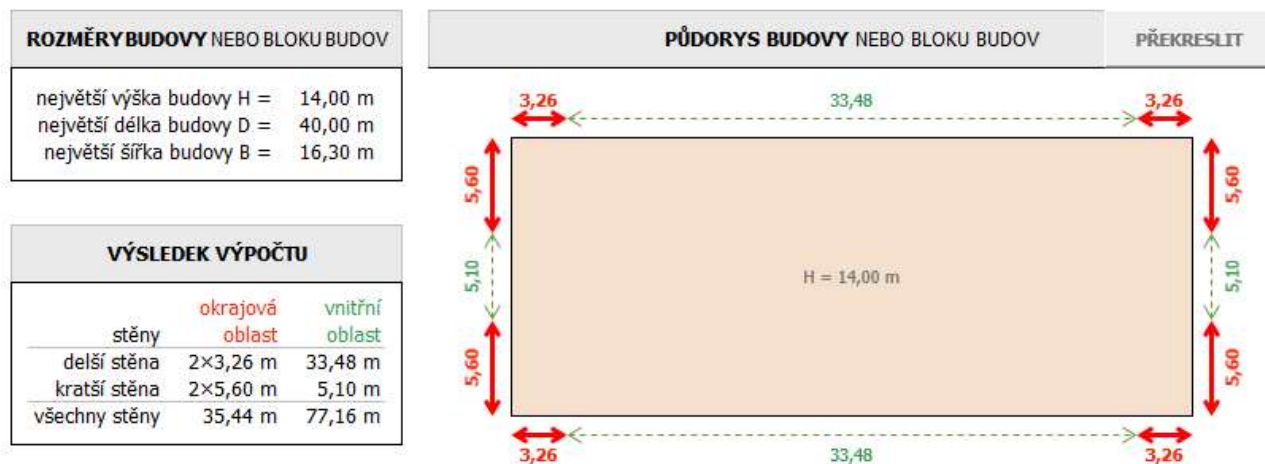 ROZMĚRY BUDOVY NEBO BLOKU BUDOV
největší výška budovy H = 14,00 m
největší délka budovy D = 40,00 m
největší šířka budovy B = 16,30 m
VÝSLEDEK VÝPOČTU
okrajová vnitřní
stěny oblast oblast
delší stěna 2×3,26 m 33,48 m
kratší stěna 2×5,60 m 5,10 m
všechny stěny 35,44 m 77,16 m
PŮDORYS BUDOVY NEBO BLOKU BUDOV PŘEKRESLIT
3,26 33,48 3,26
5,60 5,60
5,10 H = 14,00 m 5,10
5,60 5,60
3,26 33,48 3,26